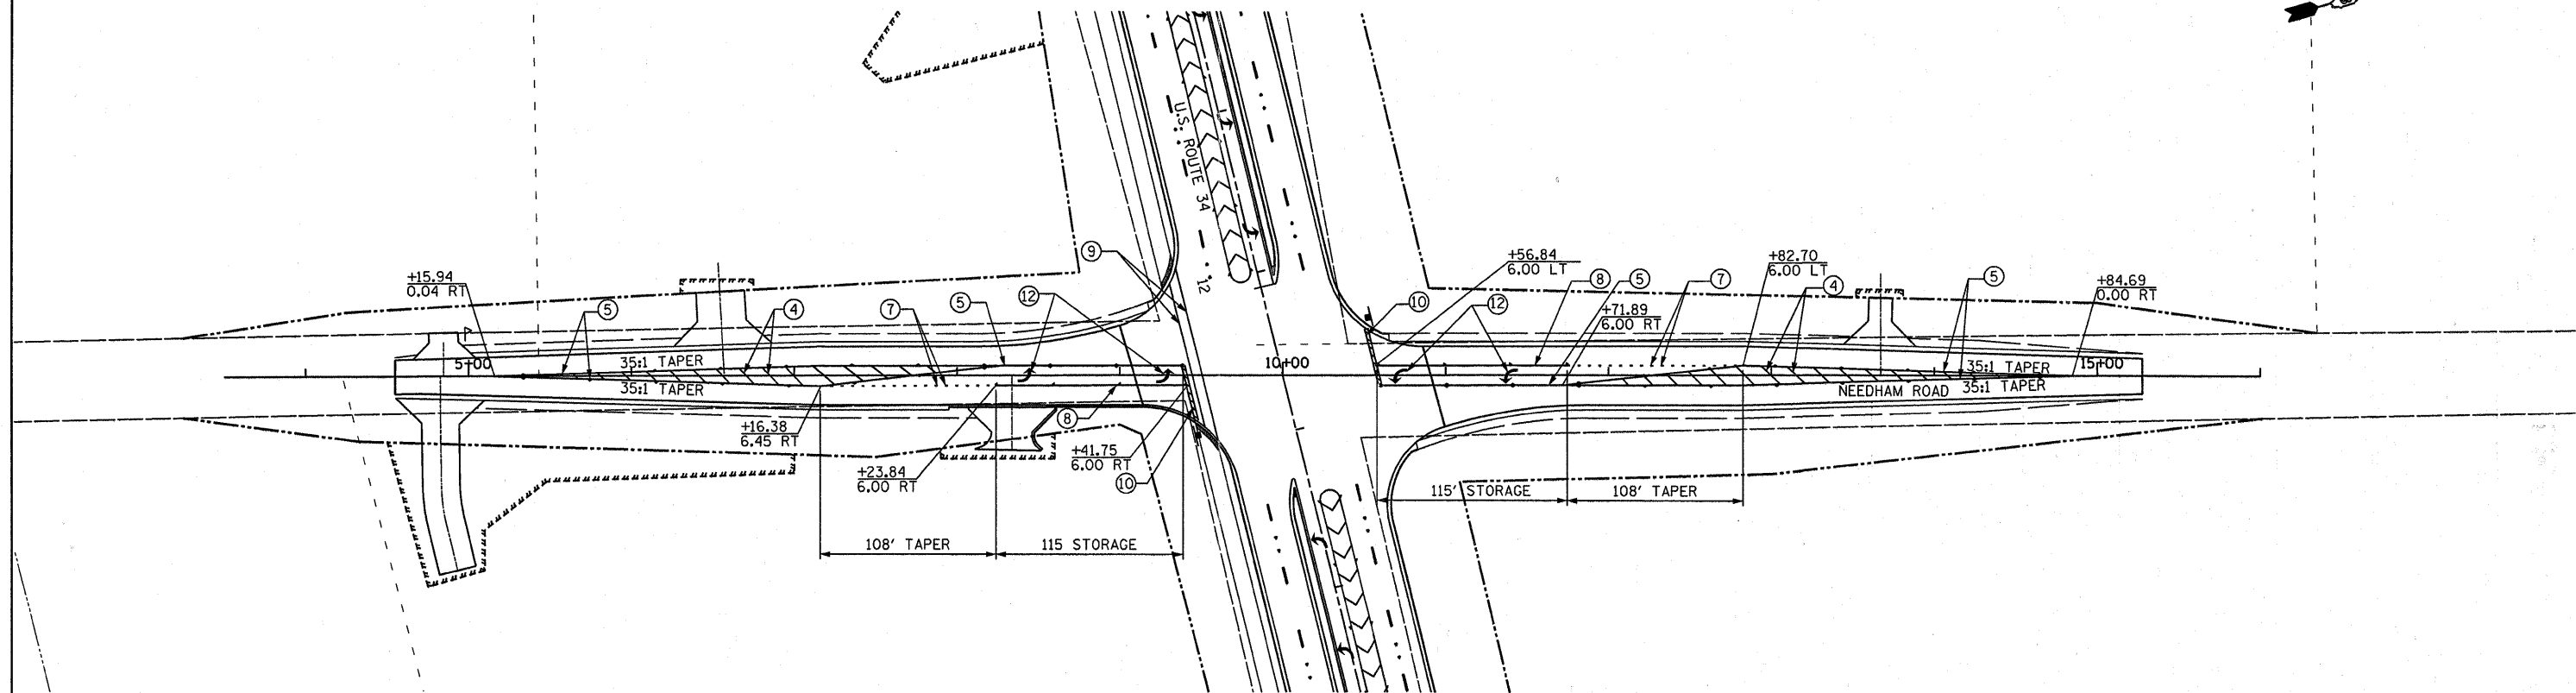 U.S. ROUTE 34
12
9
+15.94
0.04 RT
5
4
7
5
12
5+00
35:1 TAPER
35:1 TAPER
+16.38
6.45 RT
+23.84
6.00 RT
8
+41.75
6.00 RT
10
108' TAPER
115 STORAGE
10+00
10
+56.84
6.00 LT
12
8
5
7
+71.89
6.00 RT
+82.70
6.00 LT
4
5
+84.69
0.00 RT
35:1 TAPER
15+00
NEEDHAM ROAD
35:1 TAPER
115' STORAGE
108' TAPER